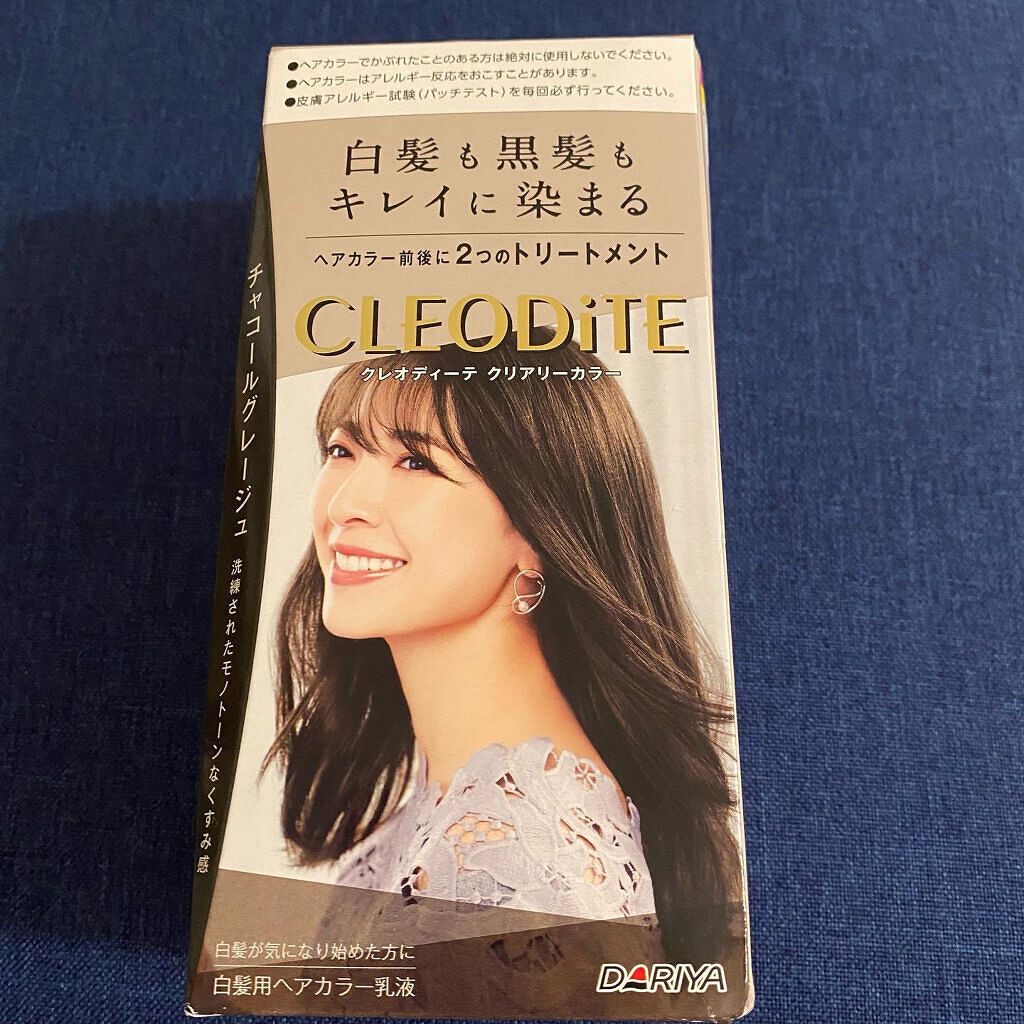 ●ヘアカラーでかぶれたことのある方は絶対に使用しないでください。
●ヘアカラーはアレルギー反応をおこすことがあります。
●皮膚アレルギー試験(パッチテスト)を毎回必ず行ってください。
白髪も黒髪も
キレイに染まる
ヘアカラー前後に2つのトリートメント
CLEODiTE
クレオディーテ クリアリーカラー
チャコールグレージュ 洗練されたモノトーンなくすみ感
白髪が気になり始めた方に
白髪用ヘアカラー乳液
DARIYA